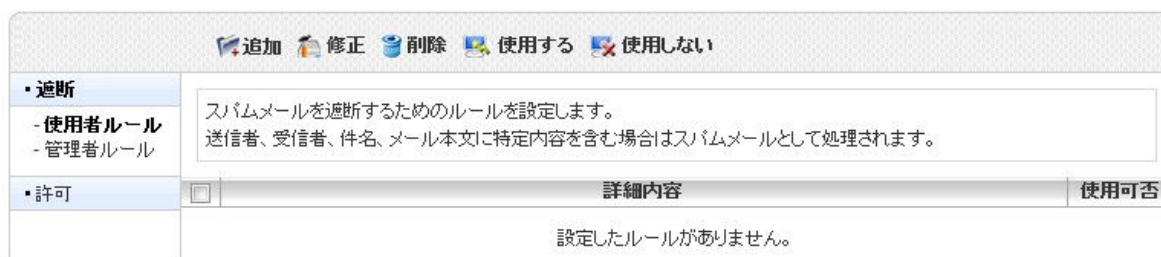 追加 修正 削除 使用する 使用しない
▪遮断
-使用者ルール
- 管理者ルール
▪許可
スパムメールを遮断するためのルールを設定します。
送信者、受信者、件名、メール本文に特定内容を含む場合はスパムメールとして処理されます。
詳細内容 使用可否
設定したルールがありません。